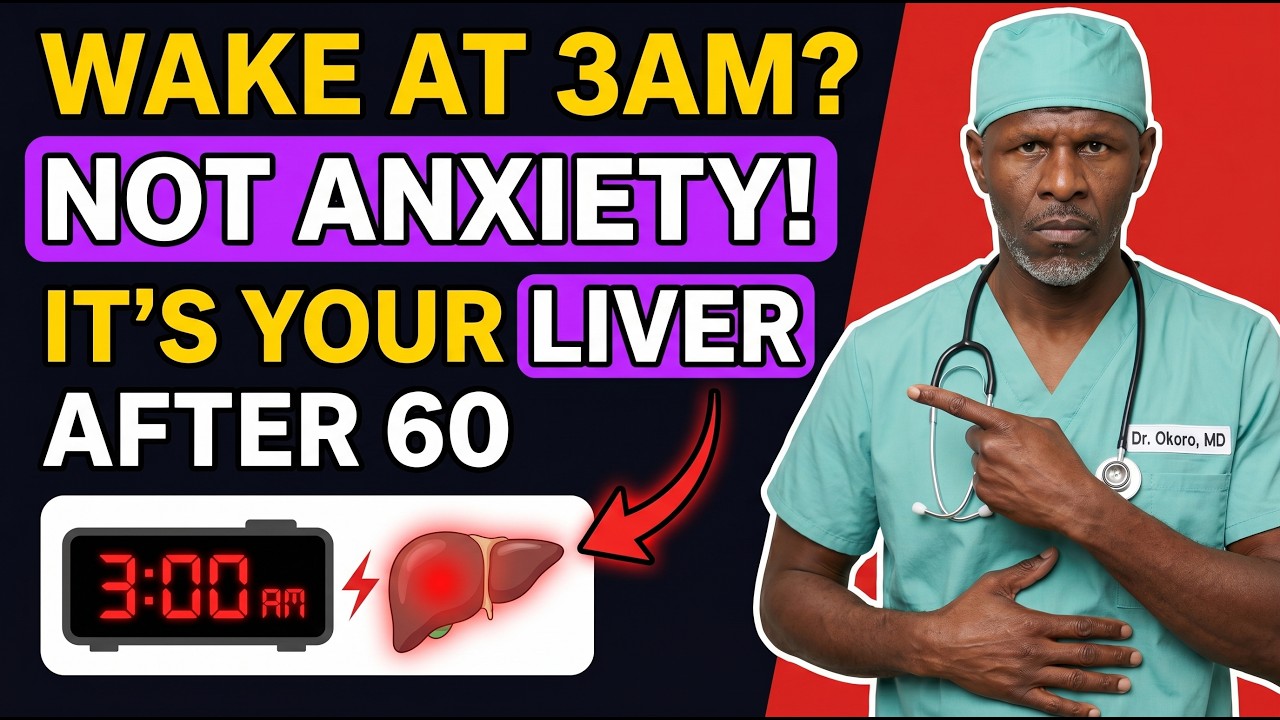 WAKE AT 3AM?
NOT ANXIETY!
IT'S YOUR LIVER
AFTER 60
3:00 AM
Dr. Okoro, MD